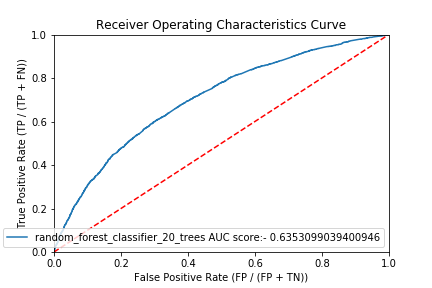 Receiver Operating Characteristics Curve
1.0
0.8
0.6
0.4
0.2
0.0
True Positive Rate (TP / (TP + FN))
random_forest_classifier_20_trees AUC score:- 0.6353099039400946
0.0 0.2 0.4 0.6 0.8 1.0
False Positive Rate (FP / (FP + TN))